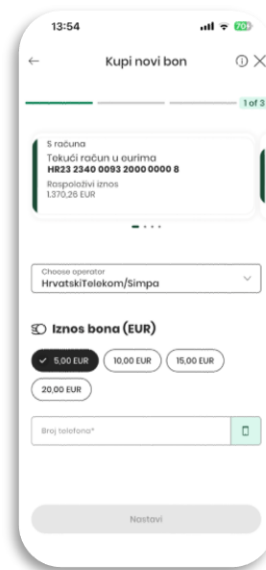 13:54
70
Kupi novi bon
1 of 3
S računa
Tekući račun u eurima
HR23 2340 0093 2000 0000 8
Raspoloživi iznos
1.370,26 EUR
Choose operator
HrvatskiTelekom/Simpa
Iznos bona (EUR)
5,00 EUR 10,00 EUR 15,00 EUR
20,00 EUR
Broj telefona*
Nastavi